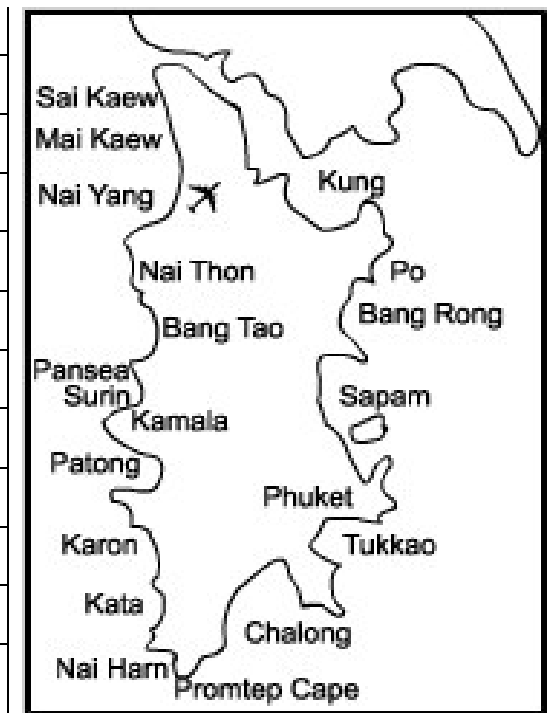 Sai Kaew
Mai Kaew
Kung
Nai Yang
Nai Thon
Po
Bang Rong
Bang Tao
Pansea
Surin
Sapam
Kamala
Patong
Phuket
Karon
Tukkao
Kata
Chalong
Nai Harn
Promtep Cape